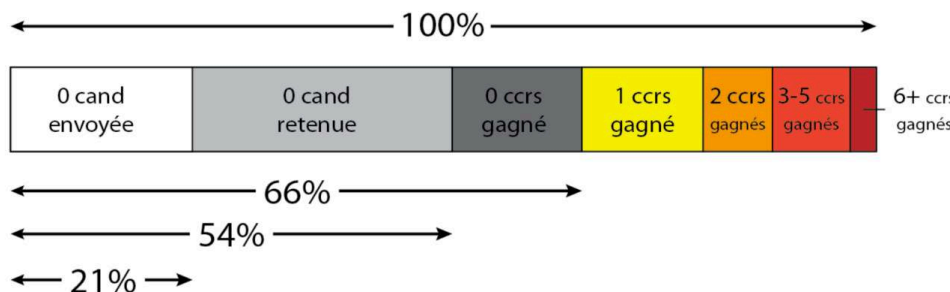 100%
0 cand
envoyée
0 cand
retenue
0 ccrs
gagné
1 ccrs
gagné
2 ccrs
gagnés
3-5 ccrs
gagnés
6+ ccrs
gagnés
66%
54%
21%